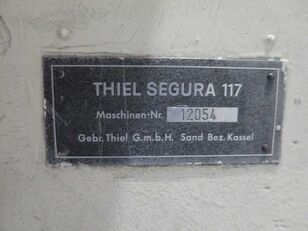 THIEL SEGURA 117
Maschinen-Nr. 12054
Gebr. Thiel G.m.b.H. Sand Bez. Kassel